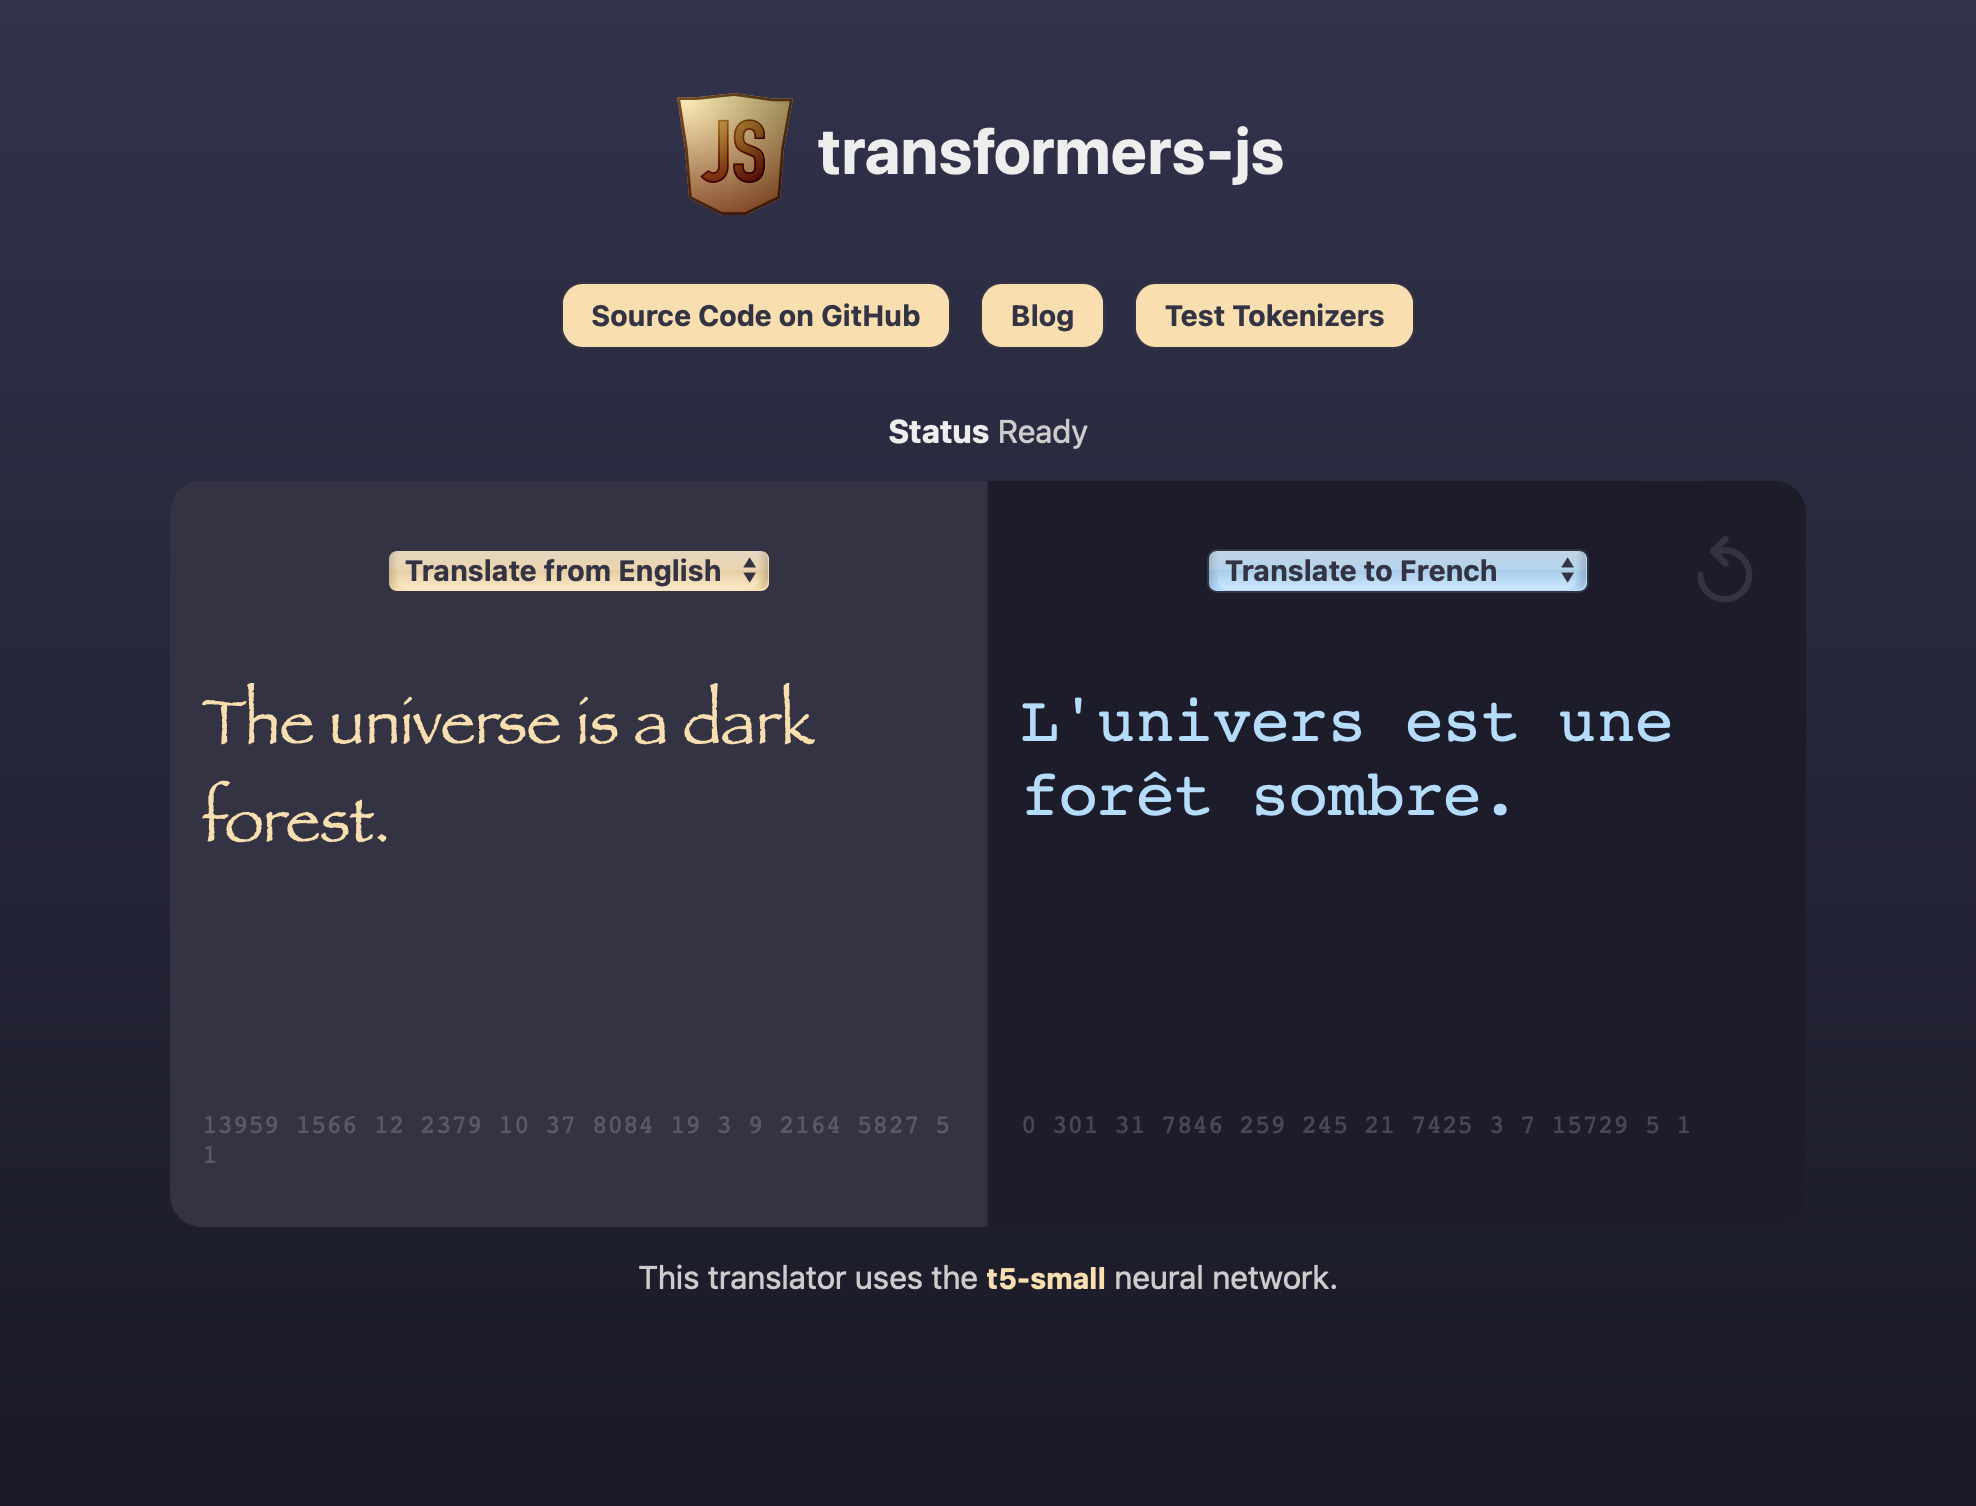 JS transformers-js
Source Code on GitHub Blog Test Tokenizers
Status Ready
Translate from English
The universe is a dark
forest.
13959 1566 12 2379 10 37 8084 19 3 9 2164 5827 5
1
Translate to French
L'univers est une
forêt sombre.
0 301 31 7846 259 245 21 7425 3 7 15729 5 1
This translator uses the t5-small neural network.